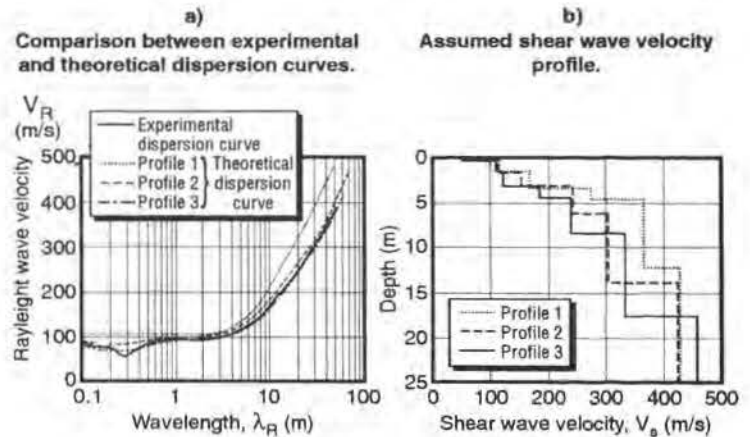 a)
Comparison between experimental
and theoretical dispersion curves.
V_R
(m/s)
Experimental
dispersion curve
Profile 1
Profile 2
Profile 3
Theoretical
dispersion
curve
500
400
300
200
100
0
Rayleight wave velocity
0.1
1
10
100
Wavelength, λ_R (m)
b)
Assumed shear wave velocity
profile.
0
5
10
15
20
25
Depth (m)
Profile 1
Profile 2
Profile 3
0
100
200
300
400
500
Shear wave velocity, V_s (m/s)